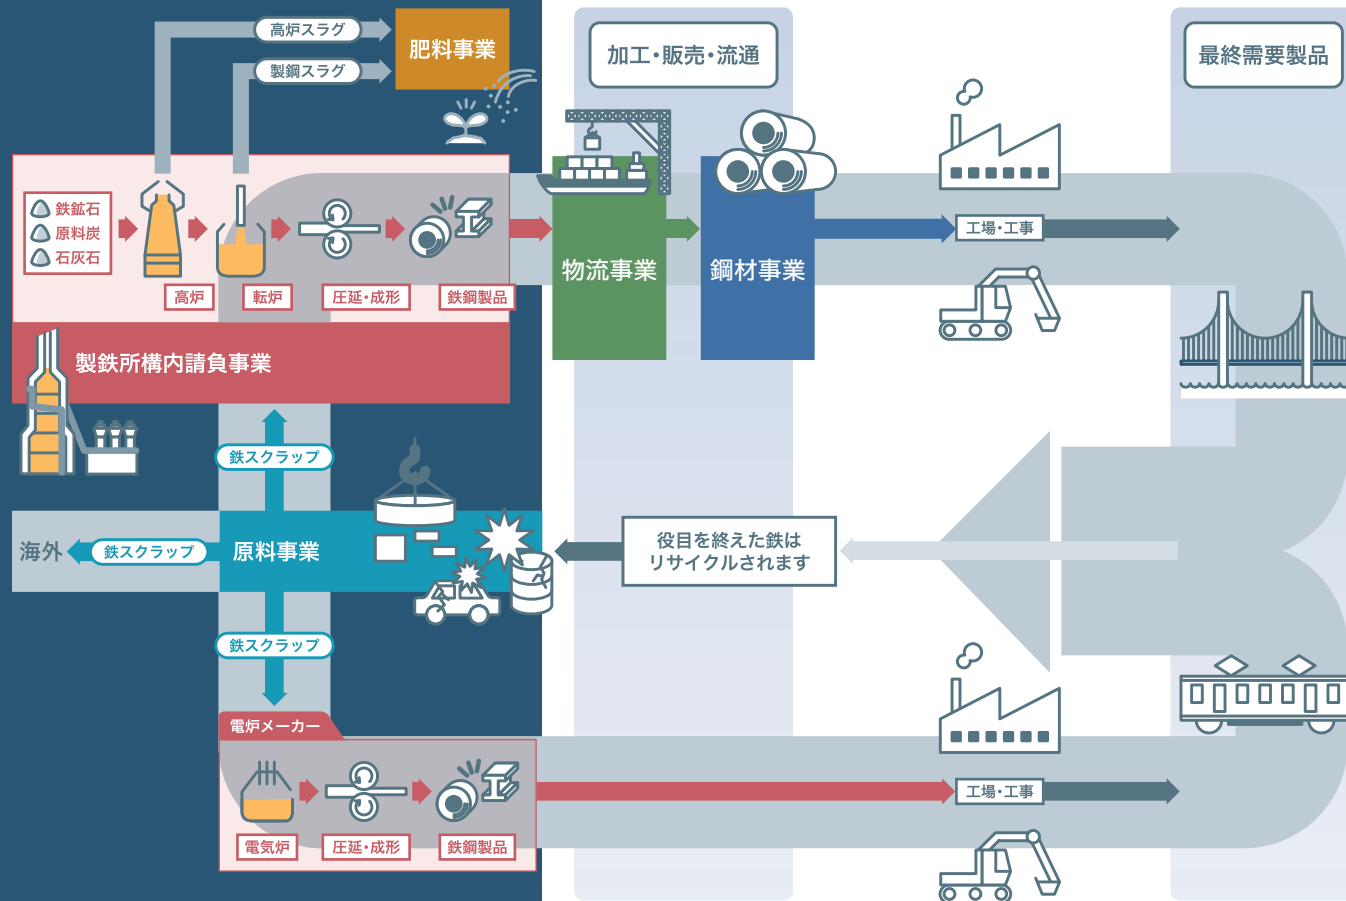 高炉スラグ
製鋼スラグ
肥料事業
加工・販売・流通
最終需要製品
鉄鉱石
原料炭
石灰石
高炉
転炉
圧延・成形
鉄鋼製品
物流事業
鋼材事業
工場・工事
製鉄所構内請負事業
鉄スクラップ
海外
鉄スクラップ
原料事業
役目を終えた鉄は
リサイクルされます
鉄スクラップ
電炉メーカー
電気炉
圧延・成形
鉄鋼製品
工場・工事